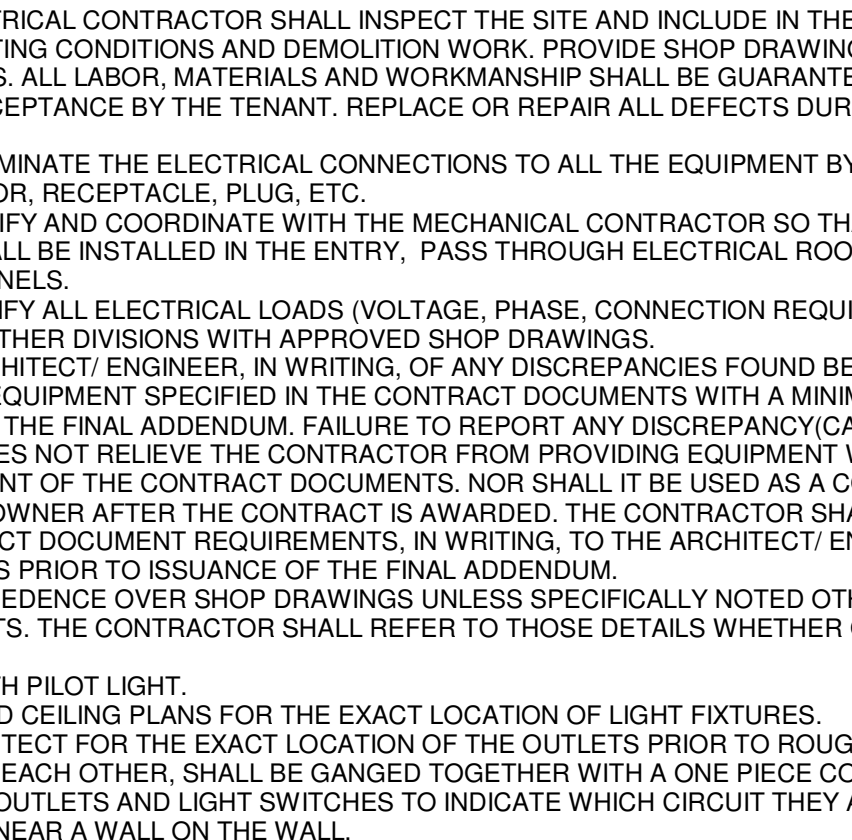 TRICAL CONTRACTOR SHALL INSPECT THE SITE AND INCLUDE IN THE
TING CONDITIONS AND DEMOLITION WORK. PROVIDE SHOP DRAWING
S. ALL LABOR, MATERIALS AND WORKMANSHIP SHALL BE GUARANTE
CEPTANCE BY THE TENANT. REPLACE OR REPAIR ALL DEFECTS DUR
MINATE THE ELECTRICAL CONNECTIONS TO ALL THE EQUIPMENT BY
OR, RECEPTACLE, PLUG, ETC.
IFY AND COORDINATE WITH THE MECHANICAL CONTRACTOR SO THA
ALL BE INSTALLED IN THE ENTRY, PASS THROUGH ELECTRICAL ROO
NELS.
IFY ALL ELECTRICAL LOADS (VOLTAGE, PHASE, CONNECTION REQUI
THER DIVISIONS WITH APPROVED SHOP DRAWINGS.
CHITECT/ ENGINEER, IN WRITING, OF ANY DISCREPANCIES FOUND BE
EQUIPMENT SPECIFIED IN THE CONTRACT DOCUMENTS WITH A MINIM
THE FINAL ADDENDUM. FAILURE TO REPORT ANY DISCREPANCY(CA
ES NOT RELIEVE THE CONTRACTOR FROM PROVIDING EQUIPMENT W
NT OF THE CONTRACT DOCUMENTS. NOR SHALL IT BE USED AS A CO
OWNER AFTER THE CONTRACT IS AWARDED. THE CONTRACTOR SHA
CT DOCUMENT REQUIREMENTS, IN WRITING, TO THE ARCHITECT/ EN
S PRIOR TO ISSUANCE OF THE FINAL ADDENDUM.
EDENCE OVER SHOP DRAWINGS UNLESS SPECIFICALLY NOTED OTH
TS. THE CONTRACTOR SHALL REFER TO THOSE DETAILS WHETHER O
H PILOT LIGHT.
D CEILING PLANS FOR THE EXACT LOCATION OF LIGHT FIXTURES.
TECT FOR THE EXACT LOCATION OF THE OUTLETS PRIOR TO ROUG
EACH OTHER, SHALL BE GANGED TOGETHER WITH A ONE PIECE CO
OUTLETS AND LIGHT SWITCHES TO INDICATE WHICH CIRCUIT THEY A
NEAR A WALL ON THE WALL.